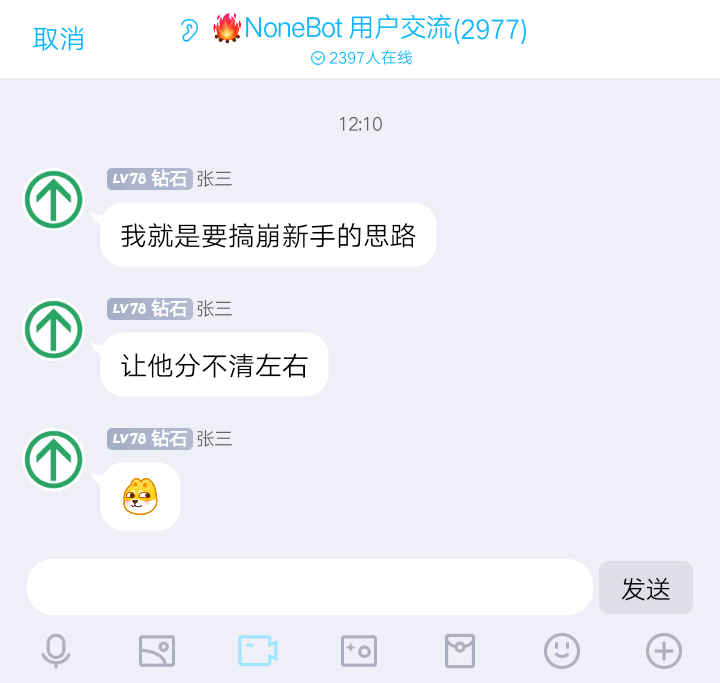 取消
NoneBot 用户交流(2977)
2397人在线
12:10
LV78 钻石 张三
我就是要搞崩新手的思路
LV78 钻石 张三
让他分不清左右
LV78 钻石 张三
发送